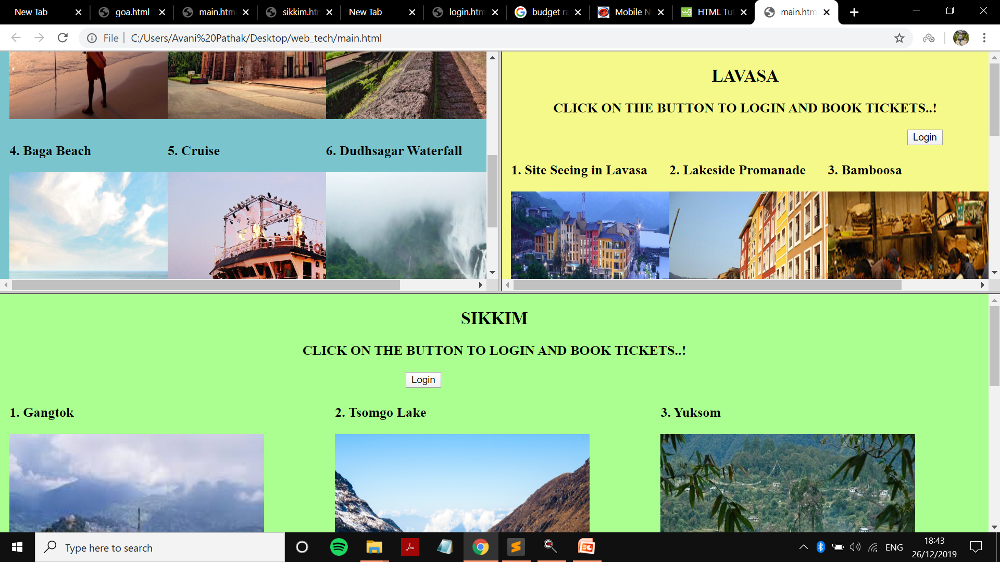 New Tab goa.html main.htm sikkim.ht New Tab login.htm budget ra Mobile N HTML Tu main.htm
File C:/Users/Avani%20Pathak/Desktop/web_tech/main.html
4. Baga Beach 5. Cruise 6. Dudhsagar Waterfall
LAVASA
CLICK ON THE BUTTON TO LOGIN AND BOOK TICKETS..!
Login
1. Site Seeing in Lavasa 2. Lakeside Promanade 3. Bamboosa
SIKKIM
CLICK ON THE BUTTON TO LOGIN AND BOOK TICKETS..!
Login
1. Gangtok 2. Tsomgo Lake 3. Yuksom
Type here to search
ENG
18:43
26/12/2019